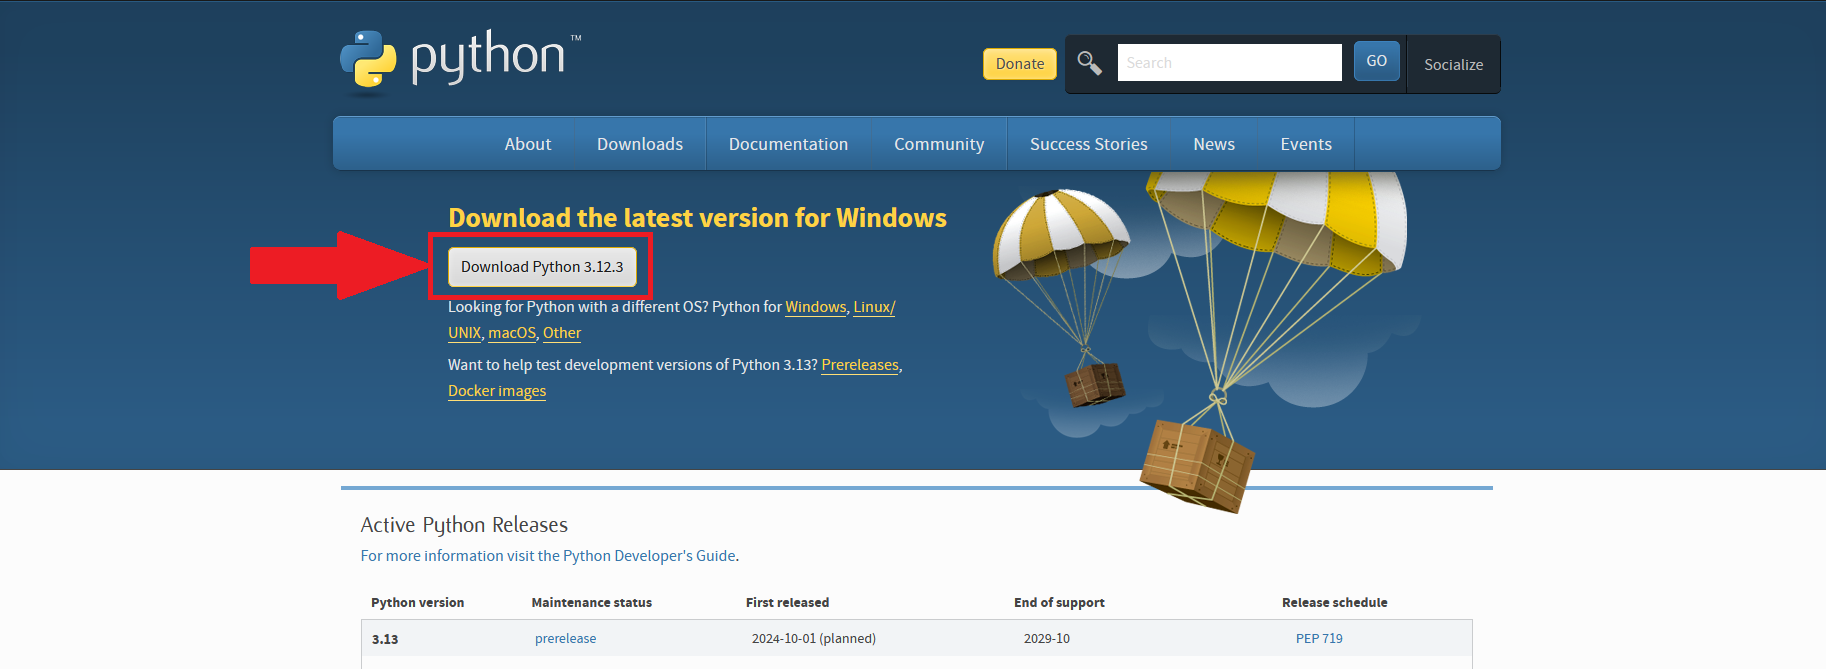 python™
Donate
Search
GO
Socialize
About
Downloads
Documentation
Community
Success Stories
News
Events
Download the latest version for Windows
Download Python 3.12.3
Looking for Python with a different OS? Python for Windows, Linux/
UNIX, macOS, Other
Want to help test development versions of Python 3.13? Prereleases,
Docker images
Active Python Releases
For more information visit the Python Developer's Guide.
Python version Maintenance status First released End of support Release schedule
3.13 prerelease 2024-10-01 (planned) 2029-10 PEP 719